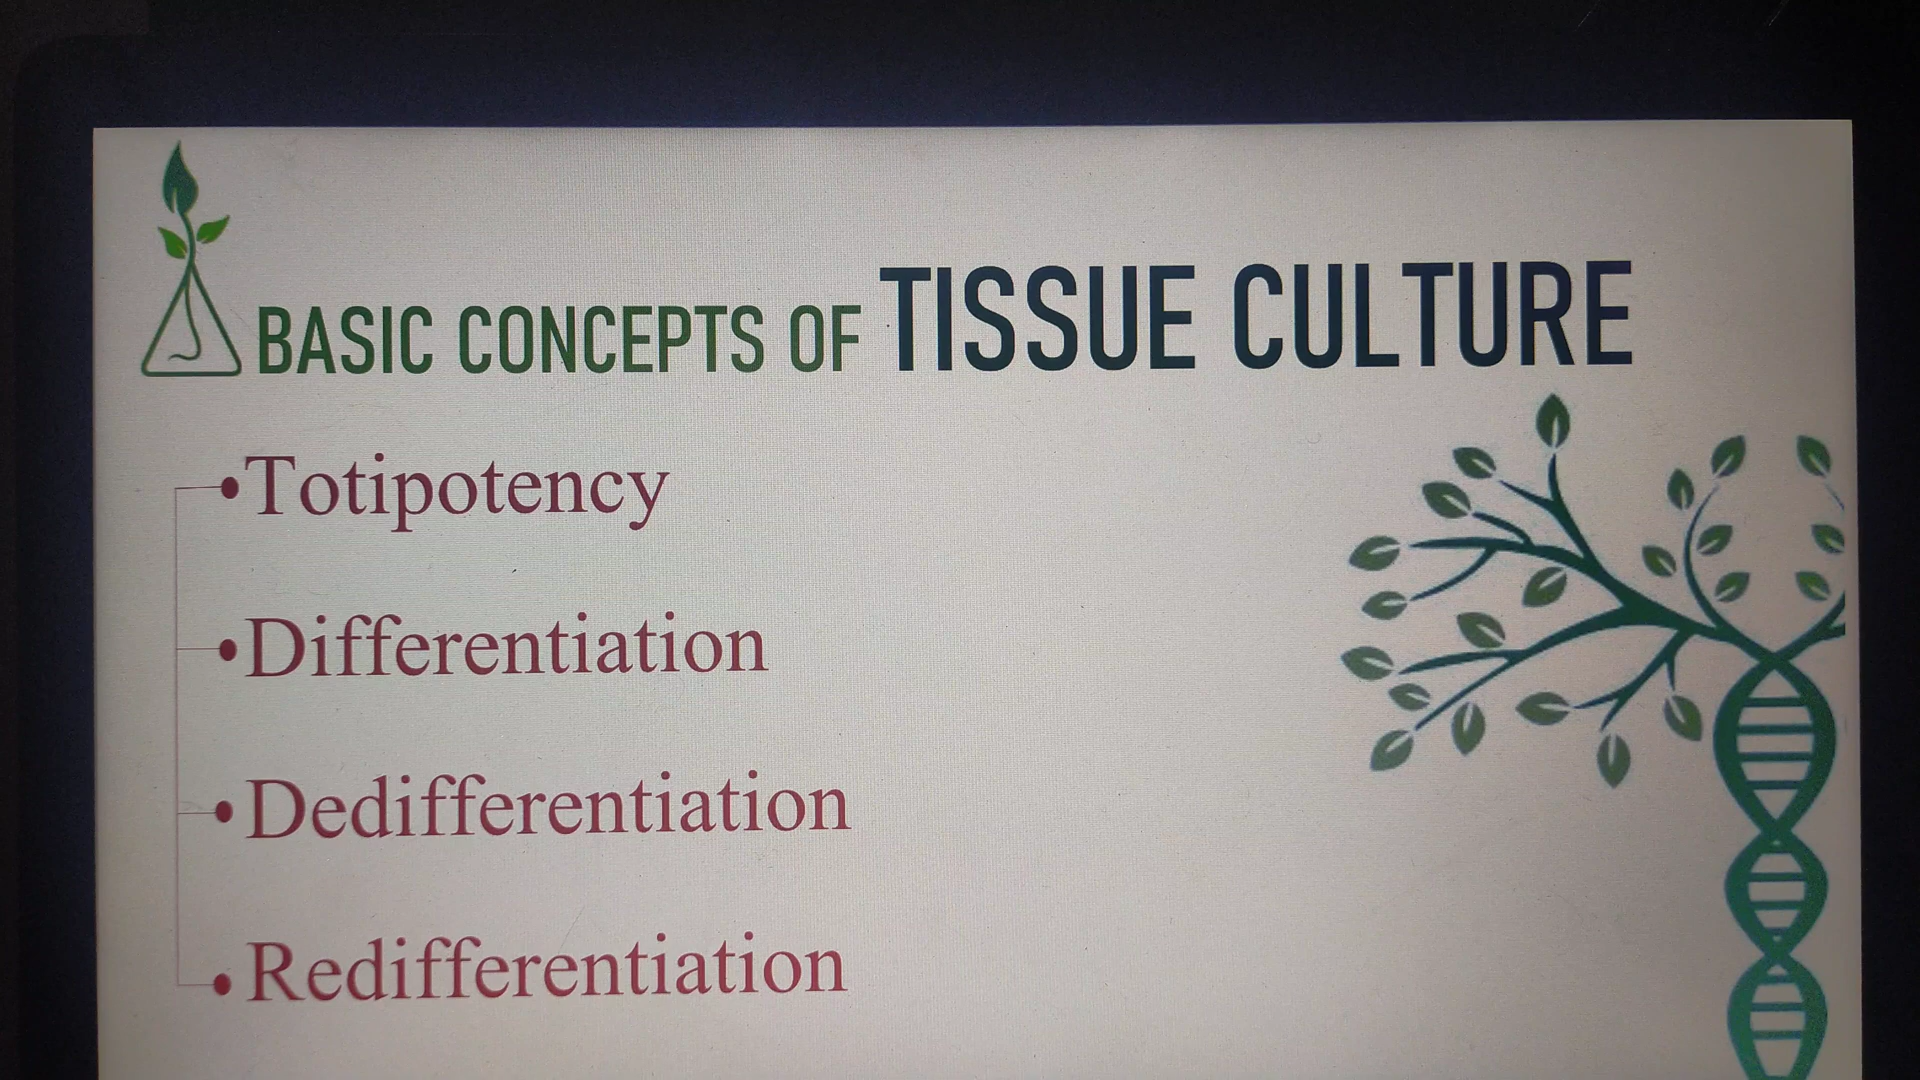 BASIC CONCEPTS OF TISSUE CULTURE
•Totipotency
•Differentiation
•Dedifferentiation
•Redifferentiation